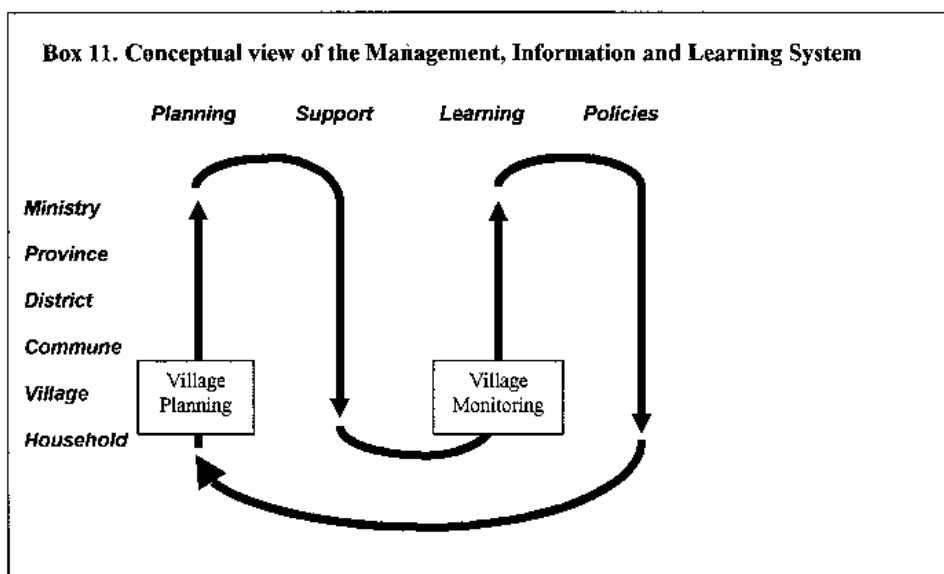 Box 11. Conceptual view of the Management, Information and Learning System
Planning Support Learning Policies
Ministry
Province
District
Commune
Village
Household
Village
Planning
Village
Monitoring